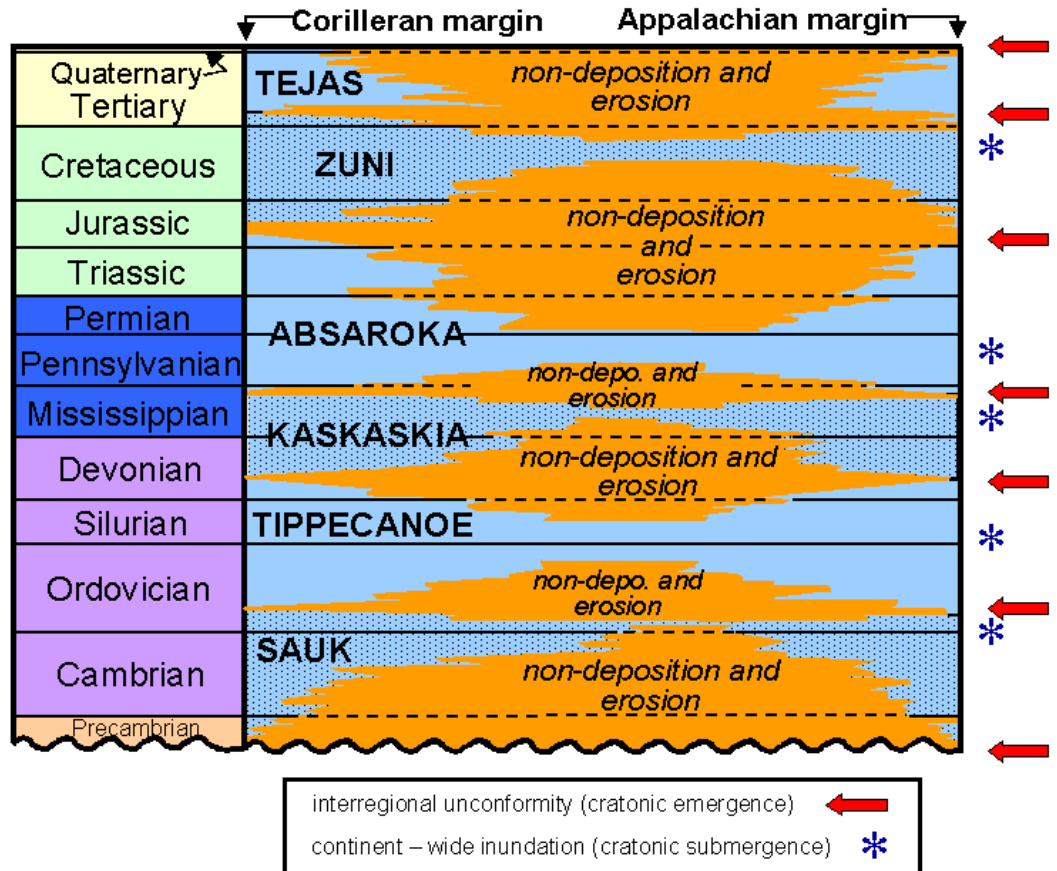 Corilleran margin
Appalachian margin
Quaternary
Tertiary
TEJAS
non-deposition and
erosion
Cretaceous
ZUNI
Jurassic
non-deposition
and
erosion
Triassic
Permian
ABSAROKA
Pennsylvanian
non-depo. and
erosion
Mississippian
KASKASKIA
Devonian
non-deposition and
erosion
Silurian
TIPPECANOE
Ordovician
non-depo. and
erosion
SAUK
Cambrian
non-deposition and
erosion
Precambrian
interregional unconformity (cratonic emergence)
continent – wide inundation (cratonic submergence) *